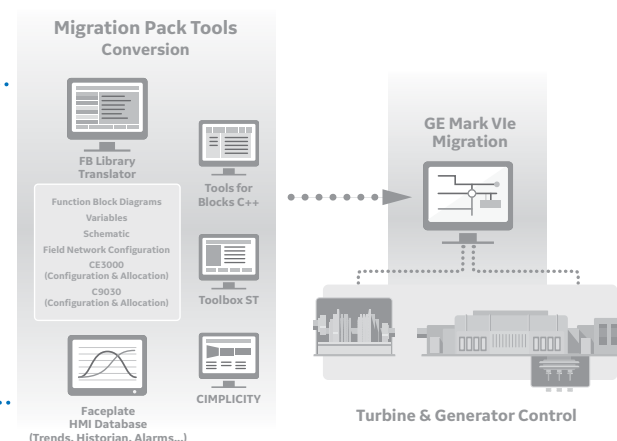 Migration Pack Tools
Conversion
FB Library
Translator
Function Block Diagrams
Variables
Schematic
Field Network Configuration
CE3000
(Configuration & Allocation)
C9030
(Configuration & Allocation)
Faceplate
HMI Database
(Trends, Historian, Alarms...)
Tools for
Blocks C++
Toolbox ST
CIMPLICITY
GE Mark VIe
Migration
Turbine & Generator Control